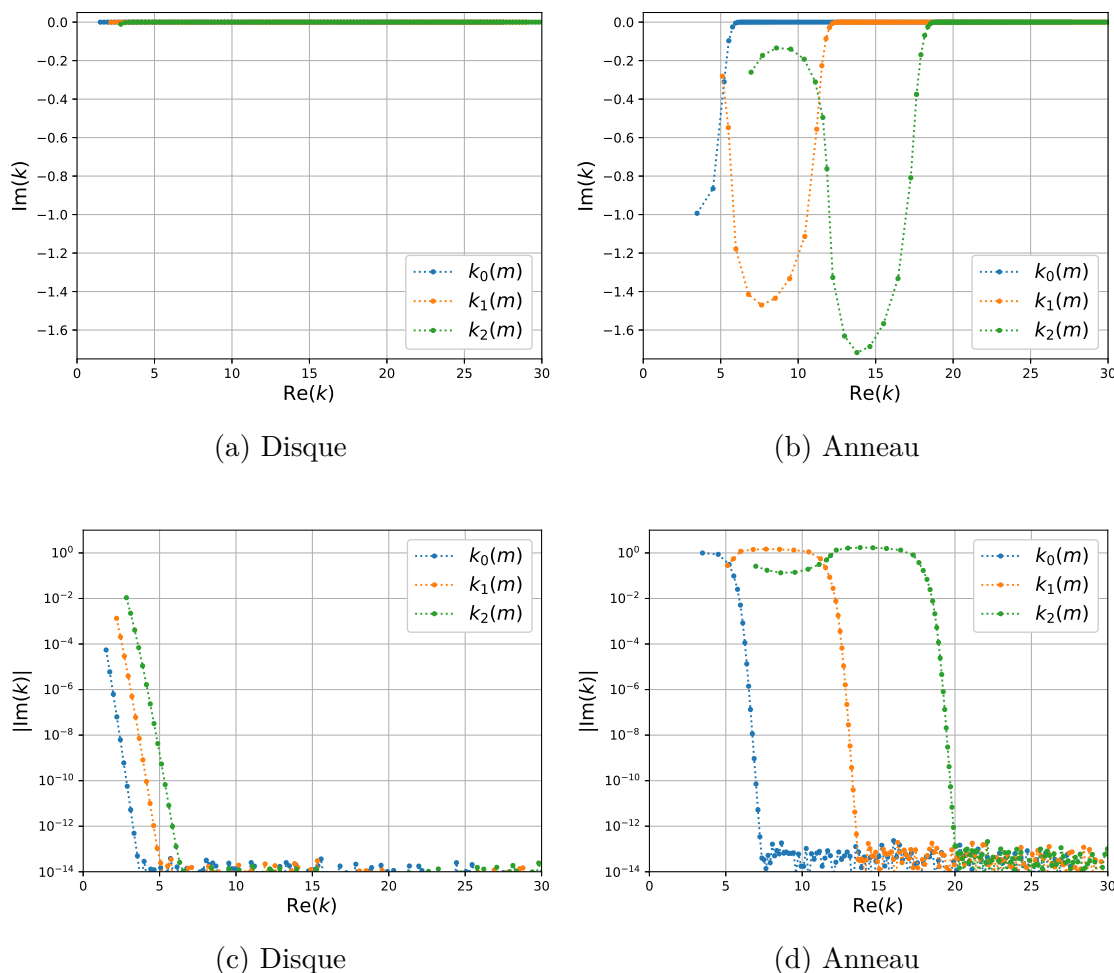 0.0
−0.2
−0.4
−0.6
−0.8
−1.0
−1.2
−1.4
−1.6
Im(k)
0 5 10 15 20 25 30
Re(k)
k₀(m)
k₁(m)
k₂(m)
(a) Disque
0.0
−0.2
−0.4
−0.6
−0.8
−1.0
−1.2
−1.4
−1.6
Im(k)
0 5 10 15 20 25 30
Re(k)
k₀(m)
k₁(m)
k₂(m)
(b) Anneau
10⁰
10⁻²
10⁻⁴
10⁻⁶
10⁻⁸
10⁻¹⁰
10⁻¹²
10⁻¹⁴
|Im(k)|
0 5 10 15 20 25 30
Re(k)
k₀(m)
k₁(m)
k₂(m)
(c) Disque
10⁰
10⁻²
10⁻⁴
10⁻⁶
10⁻⁸
10⁻¹⁰
10⁻¹²
10⁻¹⁴
|Im(k)|
0 5 10 15 20 25 30
Re(k)
k₀(m)
k₁(m)
k₂(m)
(d) Anneau